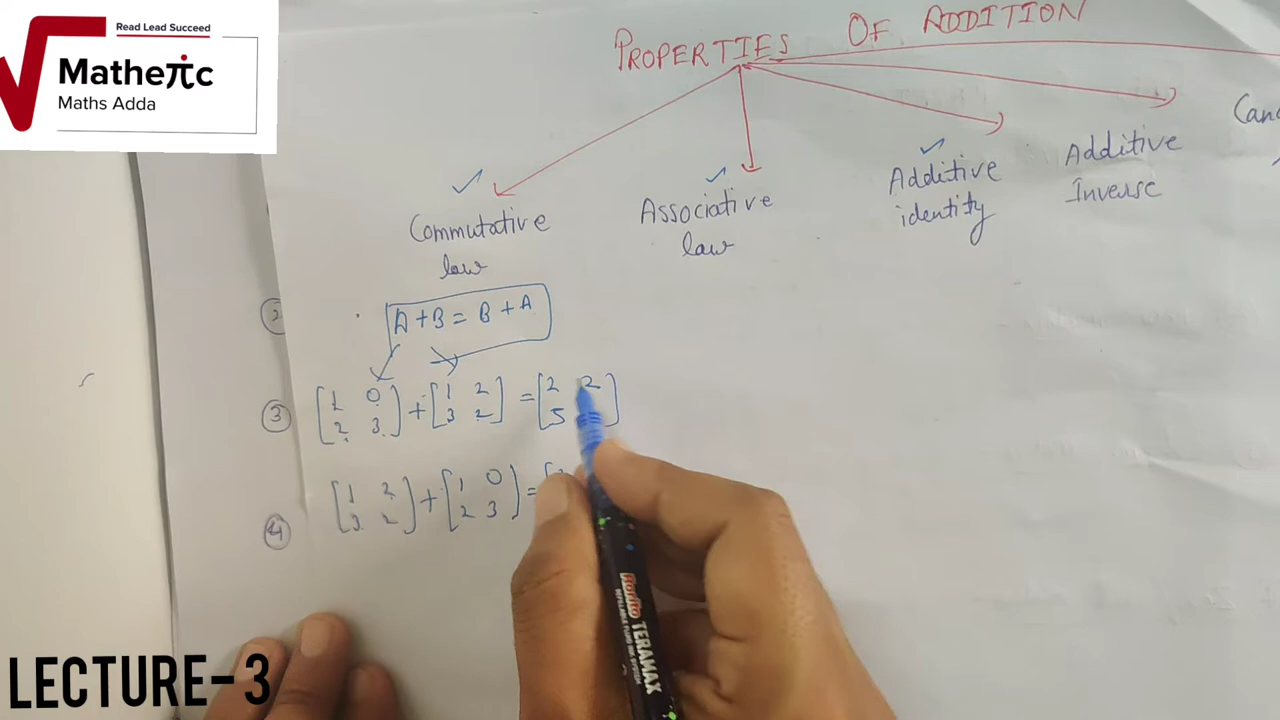 Read Lead Succeed
Matheπc
Maths Adda
PROPERTIES OF ADDITION
Commutative law
Associative law
Additive identity
Additive Inverse
A + B = B + A
③ [1 0] + [1 2] = [2 2]
[2 3] [3 2] [5
④ [1 2] + [1 0] = [
[3 2] [2 3]
Rorito TERAMAX
LECTURE-3